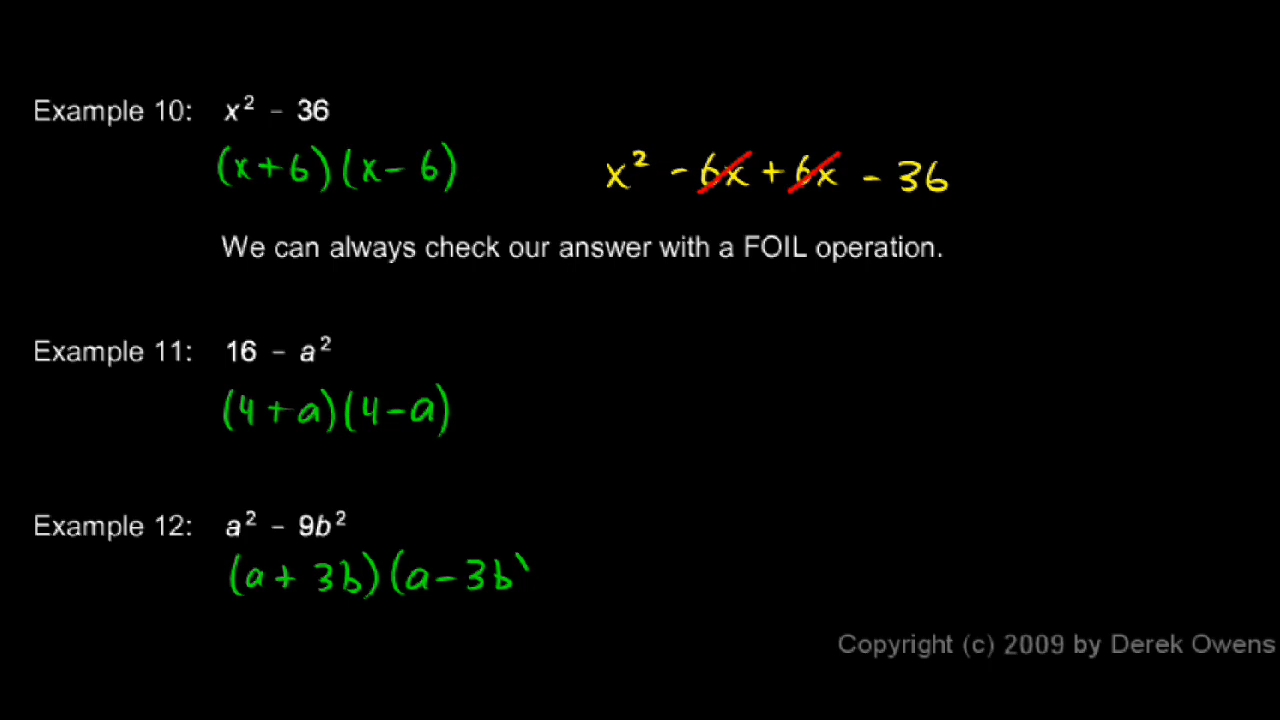 Example 10: x² - 36
(x + 6)(x - 6) x² - 6x + 6x - 36
We can always check our answer with a FOIL operation.
Example 11: 16 - a²
(4 + a)(4 - a)
Example 12: a² - 9b²
(a + 3b)(a - 3b)
Copyright (c) 2009 by Derek Owens